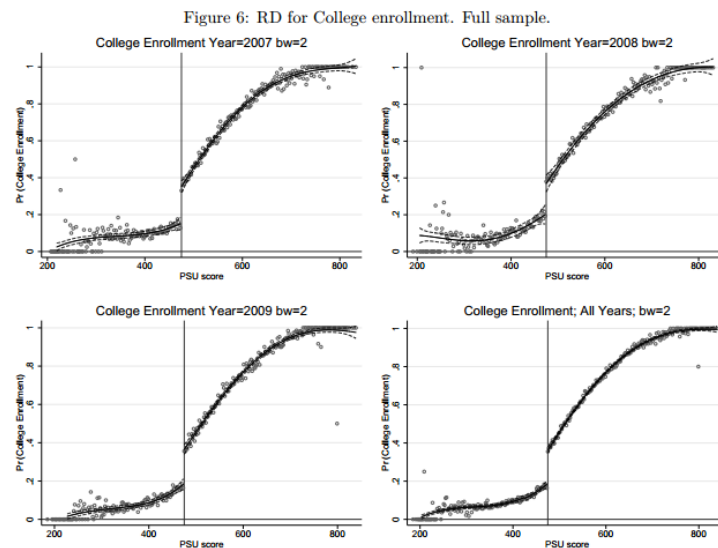 Figure 6: RD for College enrollment. Full sample.
College Enrollment Year=2007 bw=2
Pr (College Enrollment)
1
.8
.6
.4
.2
0
200 400 600 800
PSU score
College Enrollment Year=2008 bw=2
Pr (College Enrollment)
1
.8
.6
.4
.2
0
200 400 600 800
PSU score
College Enrollment Year=2009 bw=2
Pr (College Enrollment)
1
.8
.6
.4
.2
0
200 400 600 800
PSU score
College Enrollment; All Years; bw=2
Pr (College Enrollment)
1
.8
.6
.4
.2
0
200 400 600 800
PSU score